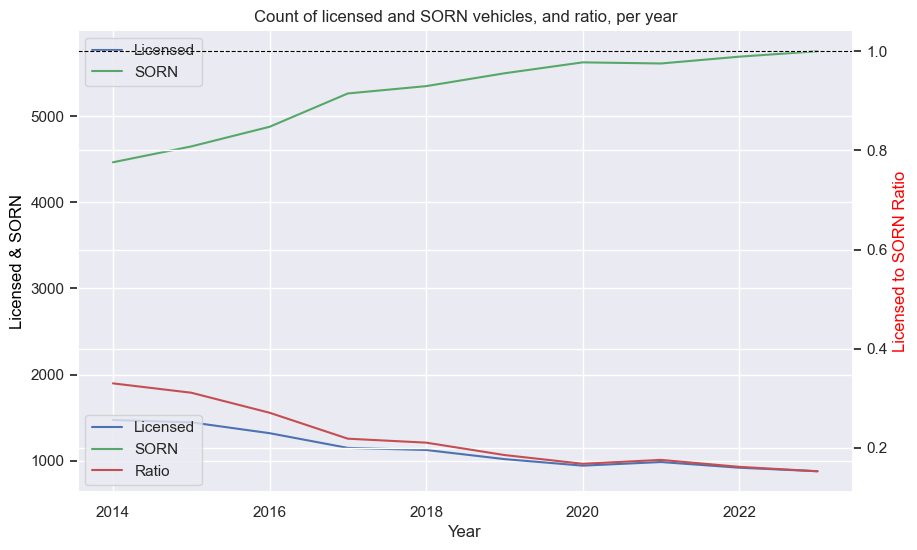 Count of licensed and SORN vehicles, and ratio, per year
Licensed
SORN
5000
4000
3000
2000
1000
Licensed & SORN
1.0
0.8
0.6
0.4
0.2
Licensed to SORN Ratio
Licensed
SORN
Ratio
2014
2016
2018
2020
2022
Year